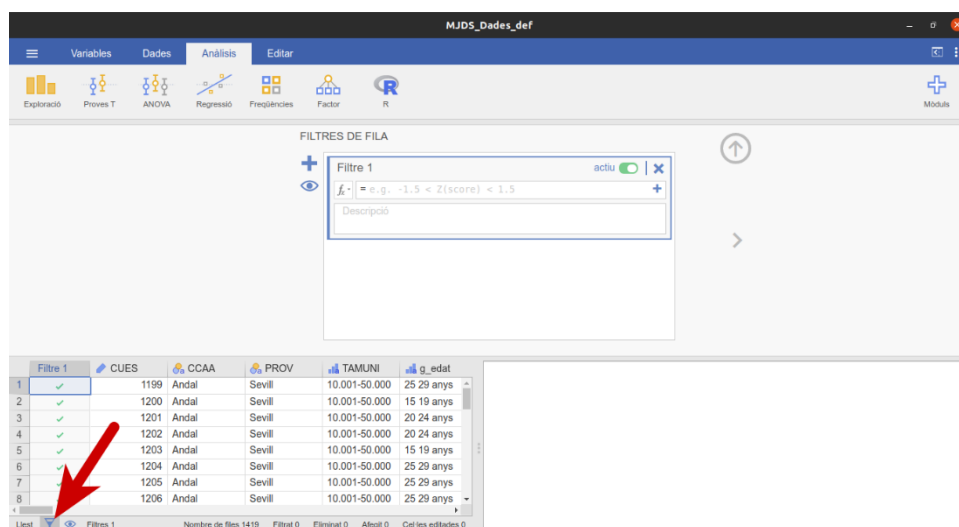 MJDS_Dades_def
Variables Dades Anàlisis Editar
Exploració Proves T ANOVA Regressió Freqüències Factor R Mòduls
FILTRES DE FILA
Filtre 1 actiu
fx = e.g. -1.5 < Z(score) < 1.5
Descripció
Filtre 1 CUES CCAA PROV TAMUNI g_edat
1 1199 Andal Sevill 10.001-50.000 25 29 anys
2 1200 Andal Sevill 10.001-50.000 15 19 anys
3 1201 Andal Sevill 10.001-50.000 20 24 anys
4 1202 Andal Sevill 10.001-50.000 20 24 anys
5 1203 Andal Sevill 10.001-50.000 15 19 anys
6 1204 Andal Sevill 10.001-50.000 25 29 anys
7 1205 Andal Sevill 10.001-50.000 25 29 anys
8 1206 Andal Sevill 10.001-50.000 25 29 anys
Llest Filtres 1 Nombre de files 1419 Filtrat 0 Eliminat 0 Afegit 0 Cel·les editades 0